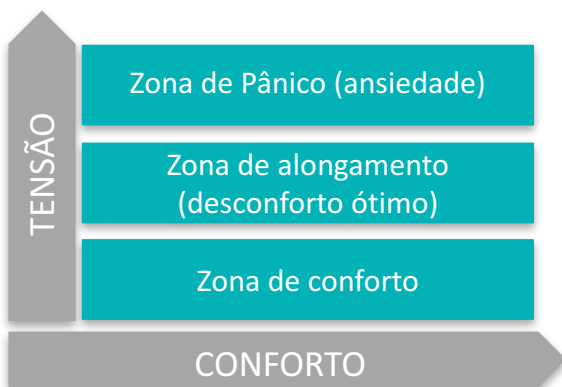 TENSÃO
Zona de Pânico (ansiedade)
Zona de alongamento
(desconforto ótimo)
Zona de conforto
CONFORTO